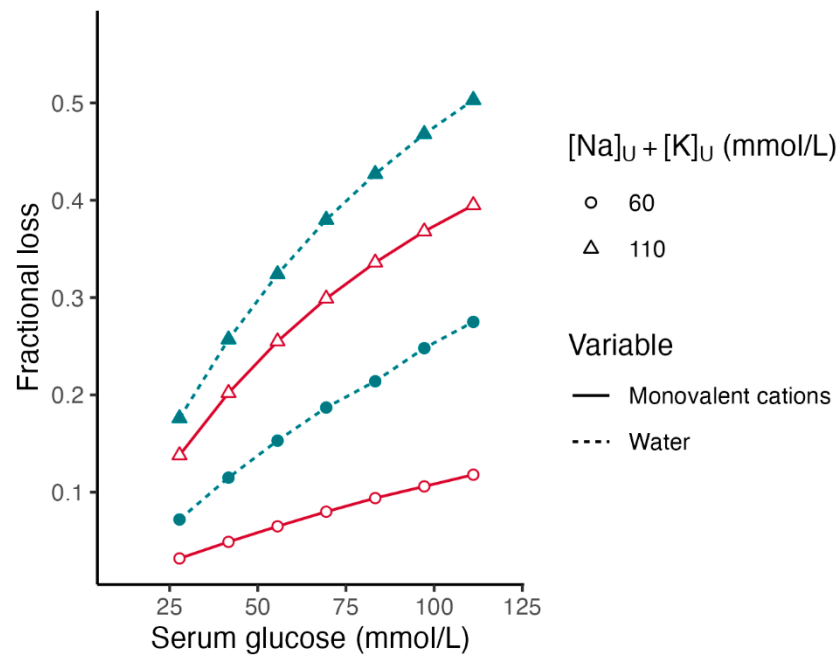 0.5
0.4
0.3
0.2
0.1
Fractional loss
25 50 75 100 125
Serum glucose (mmol/L)
[Na]U + [K]U (mmol/L)
60
110
Variable
Monovalent cations
Water